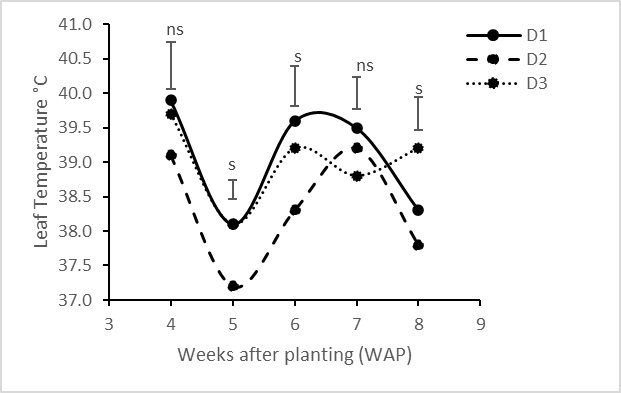 41.0
40.5
40.0
39.5
39.0
38.5
38.0
37.5
37.0
Leaf Temperature °C
ns
s
s
ns
s
D1
D2
D3
3 4 5 6 7 8 9
Weeks after planting (WAP)